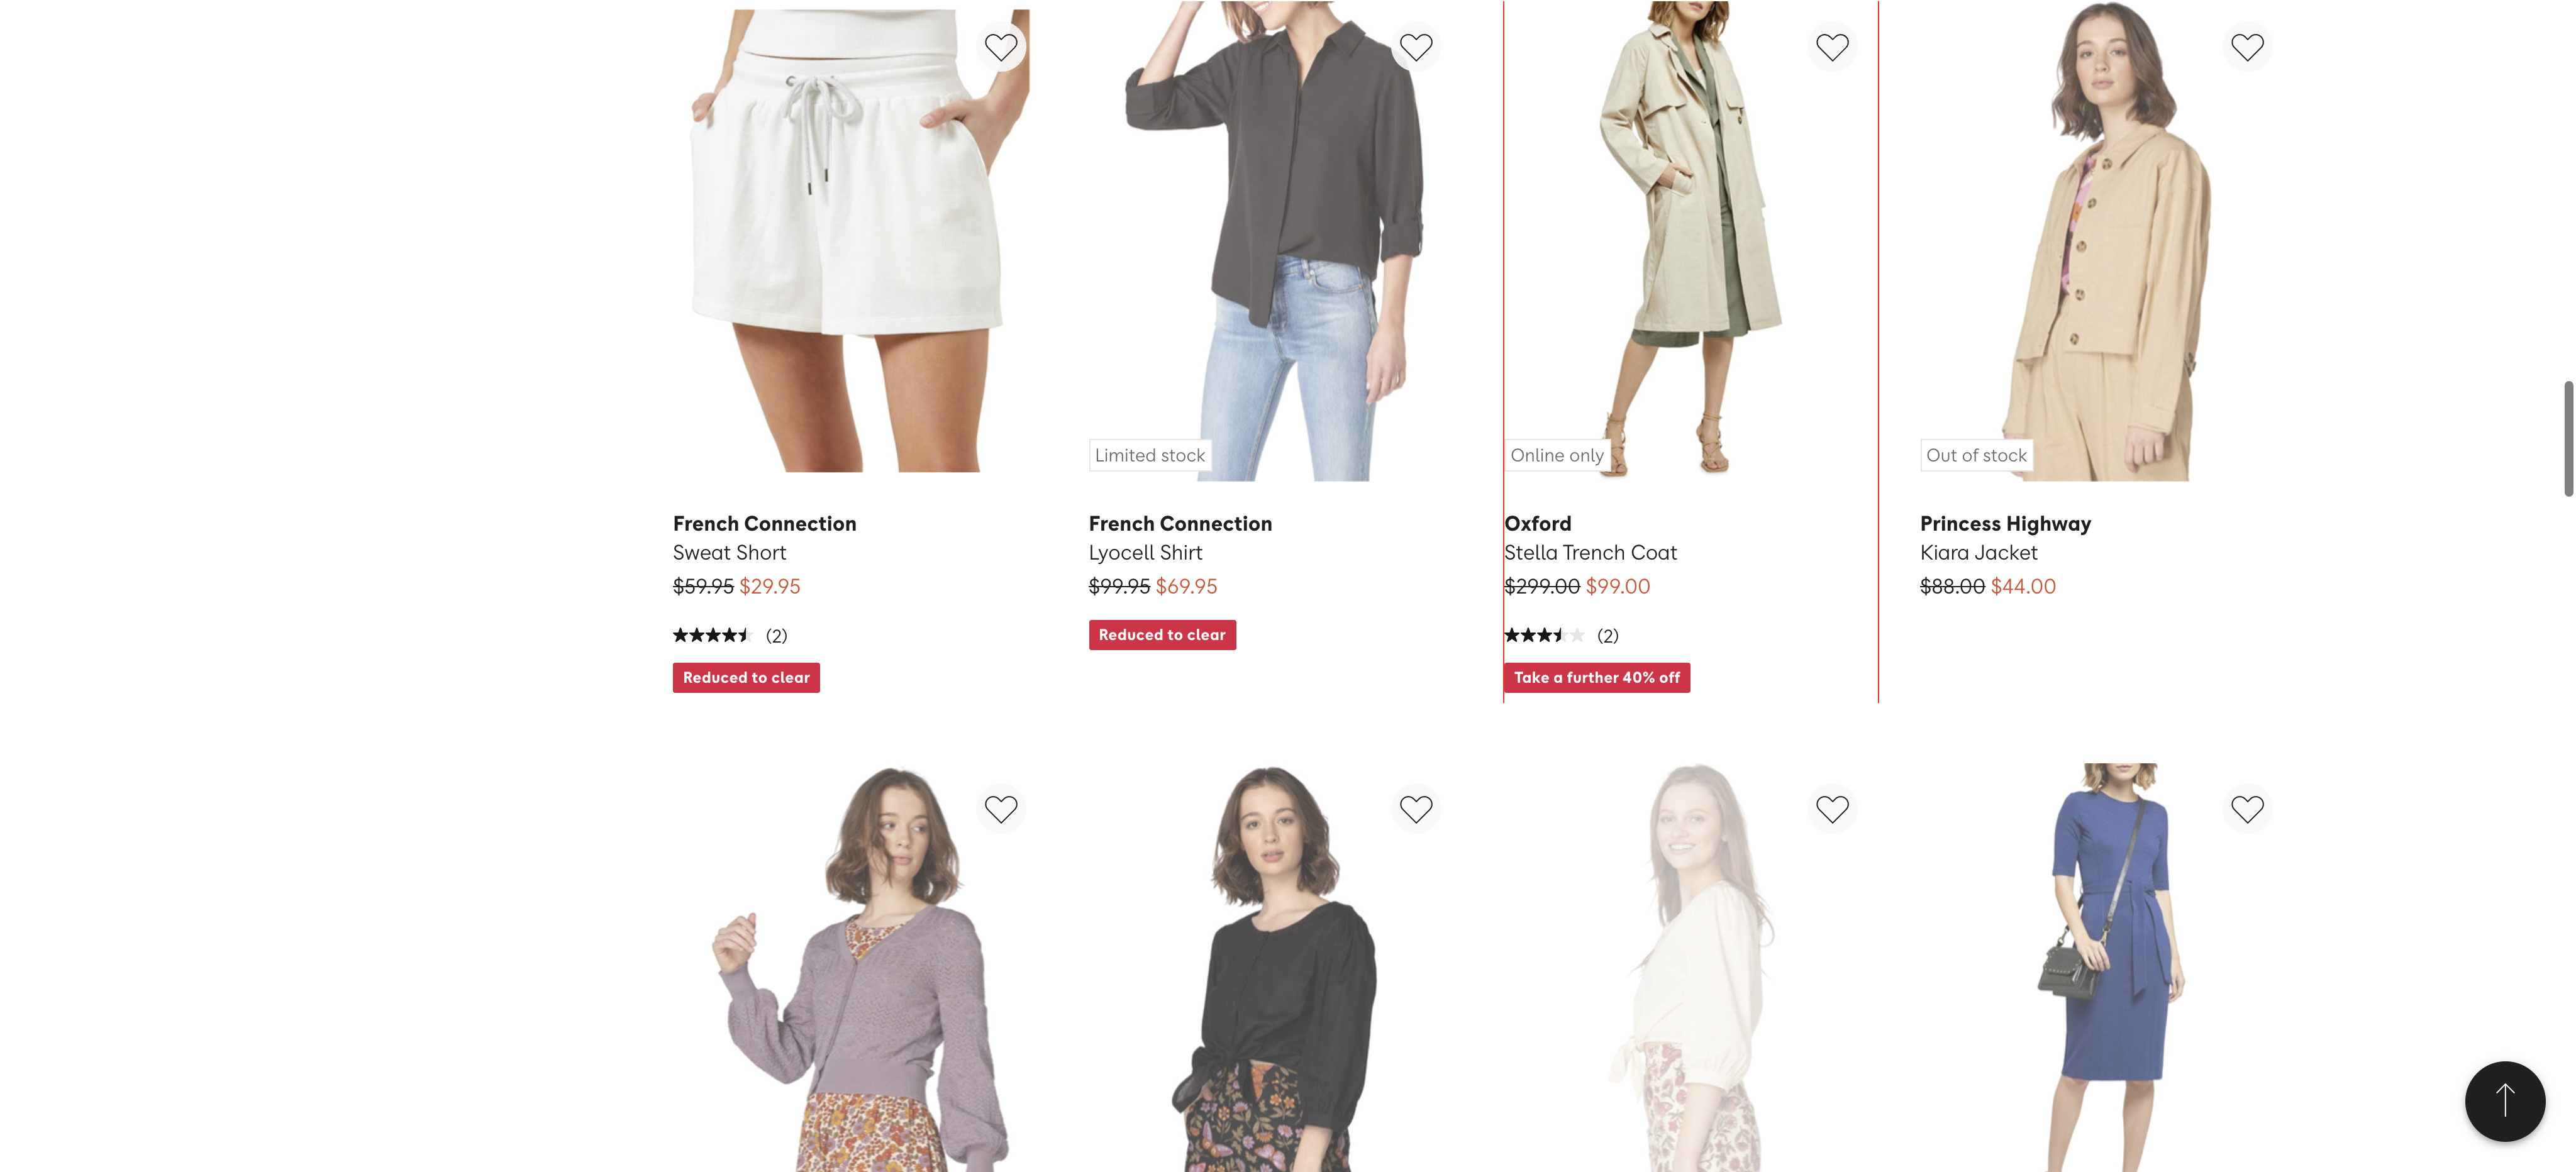 Limited stock
Online only
Out of stock
French Connection
Sweat Short
$59.95 $29.95
(2)
Reduced to clear
French Connection
Lyocell Shirt
$99.95 $69.95
Reduced to clear
Oxford
Stella Trench Coat
$299.00 $99.00
(2)
Take a further 40% off
Princess Highway
Kiara Jacket
$88.00 $44.00